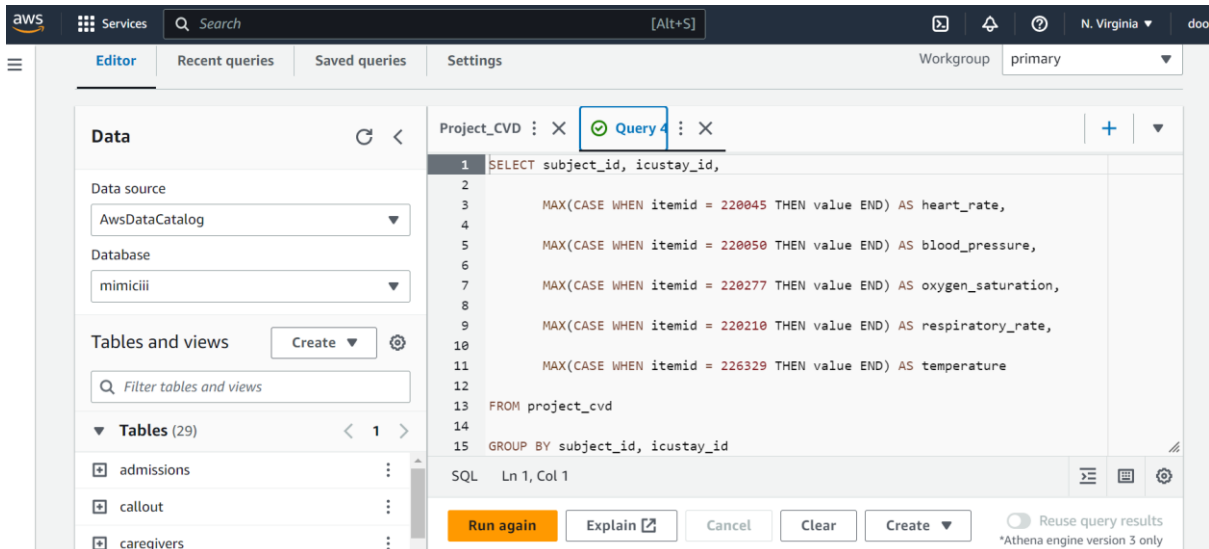 aws Services Search [Alt+S] N. Virginia ▼ doo
Editor Recent queries Saved queries Settings Workgroup primary
Data
Data source
AwsDataCatalog
Database
mimiciii
Tables and views Create ▼
Filter tables and views
Tables (29) < 1 >
admissions
callout
caregivers
Project_CVD Query 4
1 SELECT subject_id, icustay_id,
2
3 MAX(CASE WHEN itemid = 220045 THEN value END) AS heart_rate,
4
5 MAX(CASE WHEN itemid = 220050 THEN value END) AS blood_pressure,
6
7 MAX(CASE WHEN itemid = 220277 THEN value END) AS oxygen_saturation,
8
9 MAX(CASE WHEN itemid = 220210 THEN value END) AS respiratory_rate,
10
11 MAX(CASE WHEN itemid = 226329 THEN value END) AS temperature
12
13 FROM project_cvd
14
15 GROUP BY subject_id, icustay_id
SQL Ln 1, Col 1
Run again Explain Cancel Clear Create ▼ Reuse query results
*Athena engine version 3 only